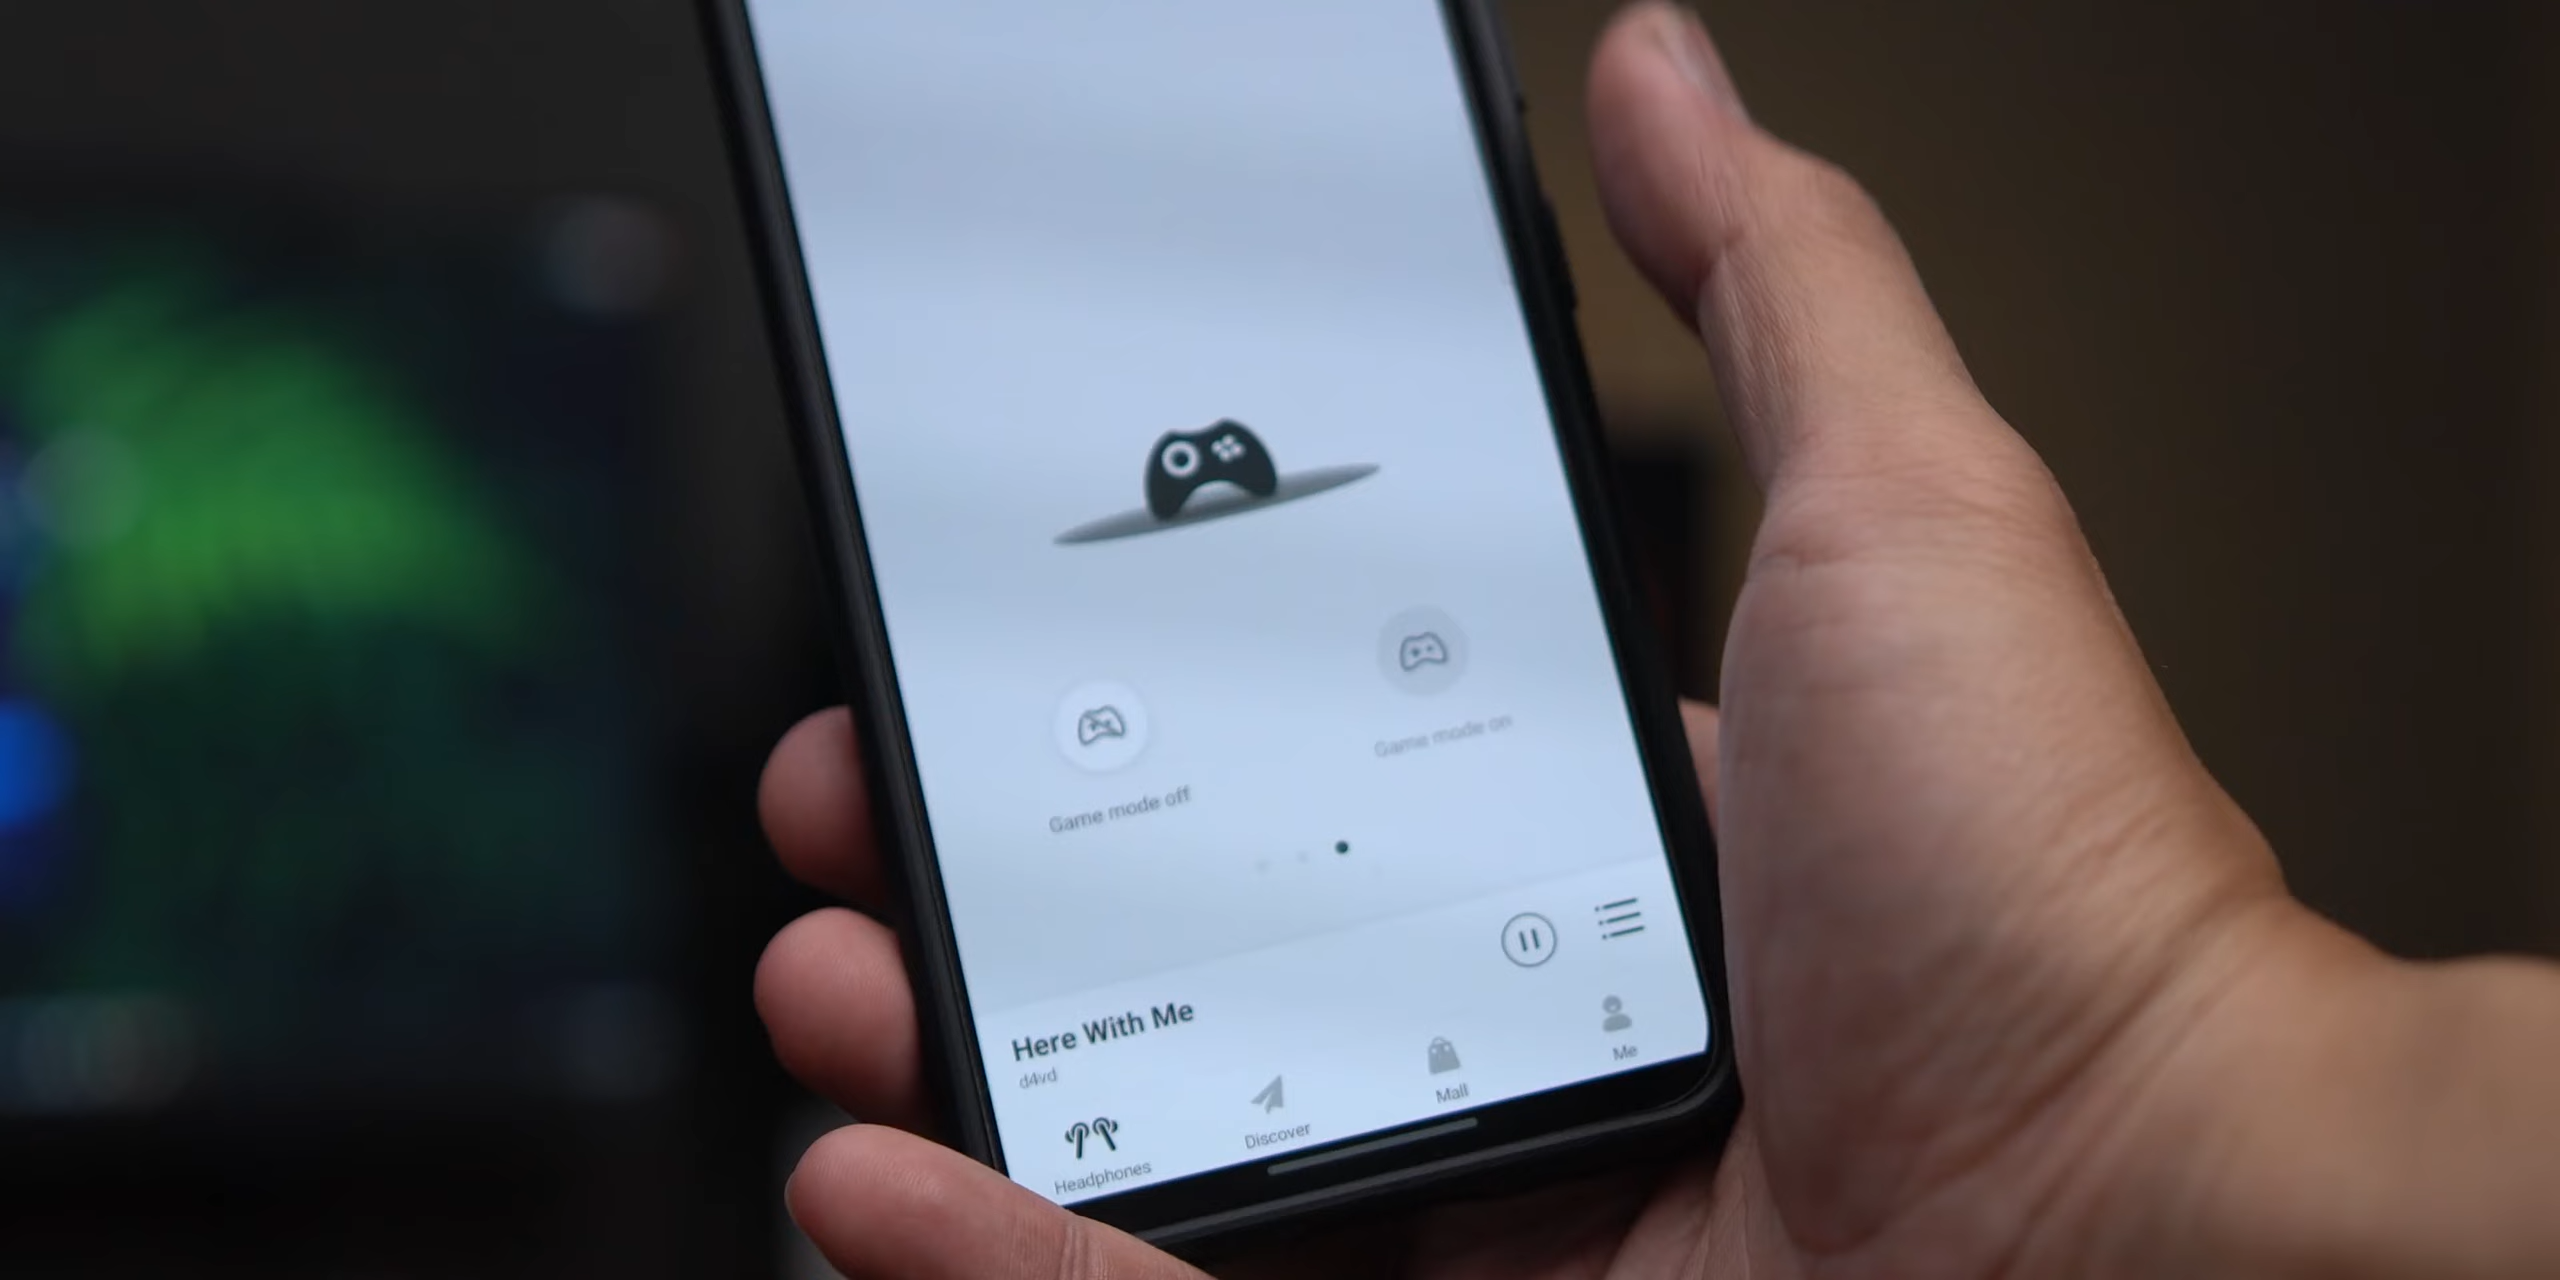 Game mode off
Game mode on
Here With Me
d4vd
Headphones
Discover
Mall
Me